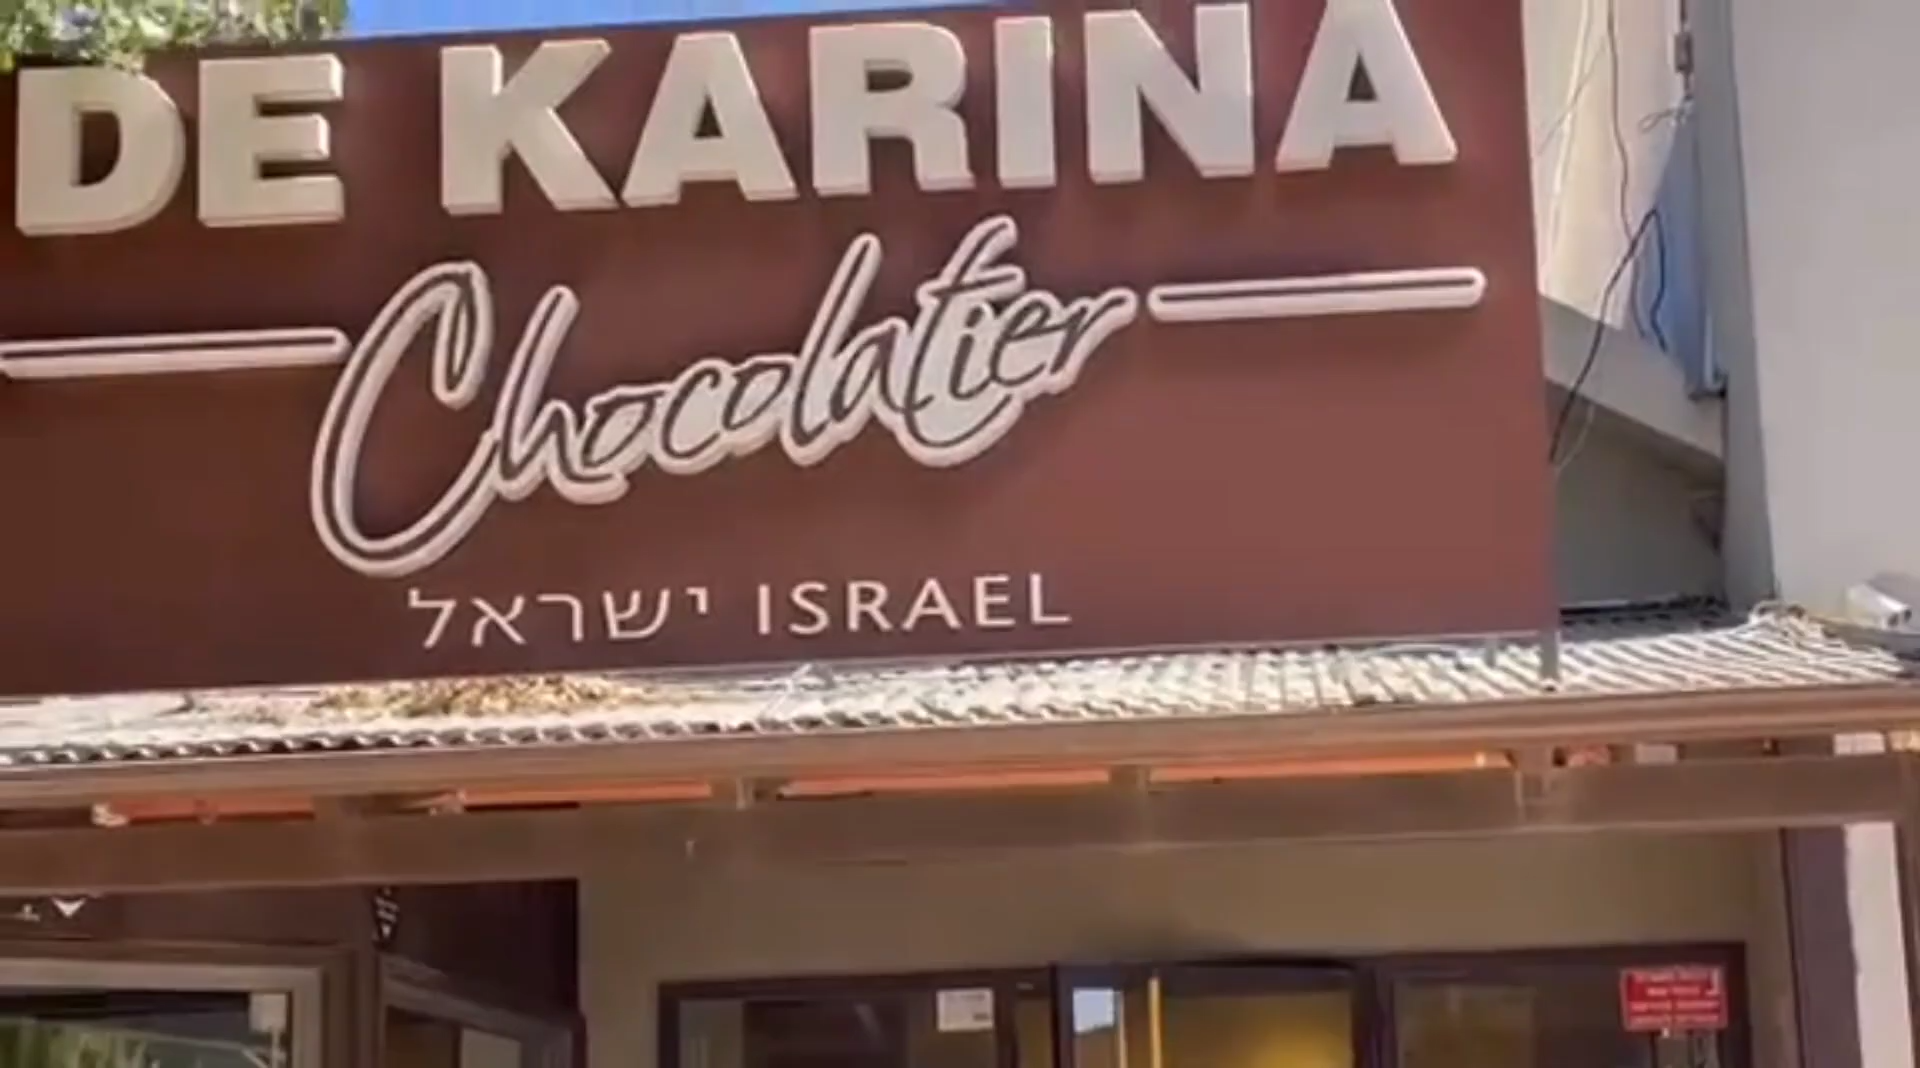 DE KARINA
Chocolatier
ישראל ISRAEL